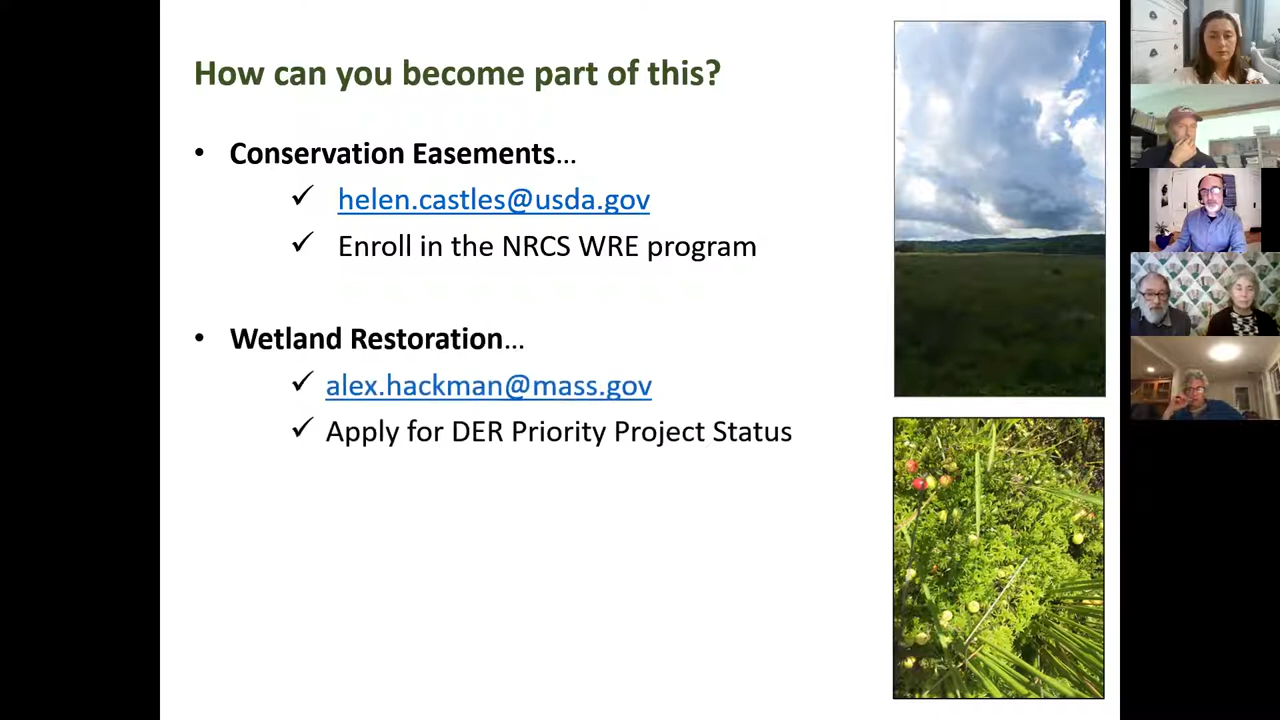 How can you become part of this?
• Conservation Easements…
✓ helen.castles@usda.gov
✓ Enroll in the NRCS WRE program
• Wetland Restoration…
✓ alex.hackman@mass.gov
✓ Apply for DER Priority Project Status